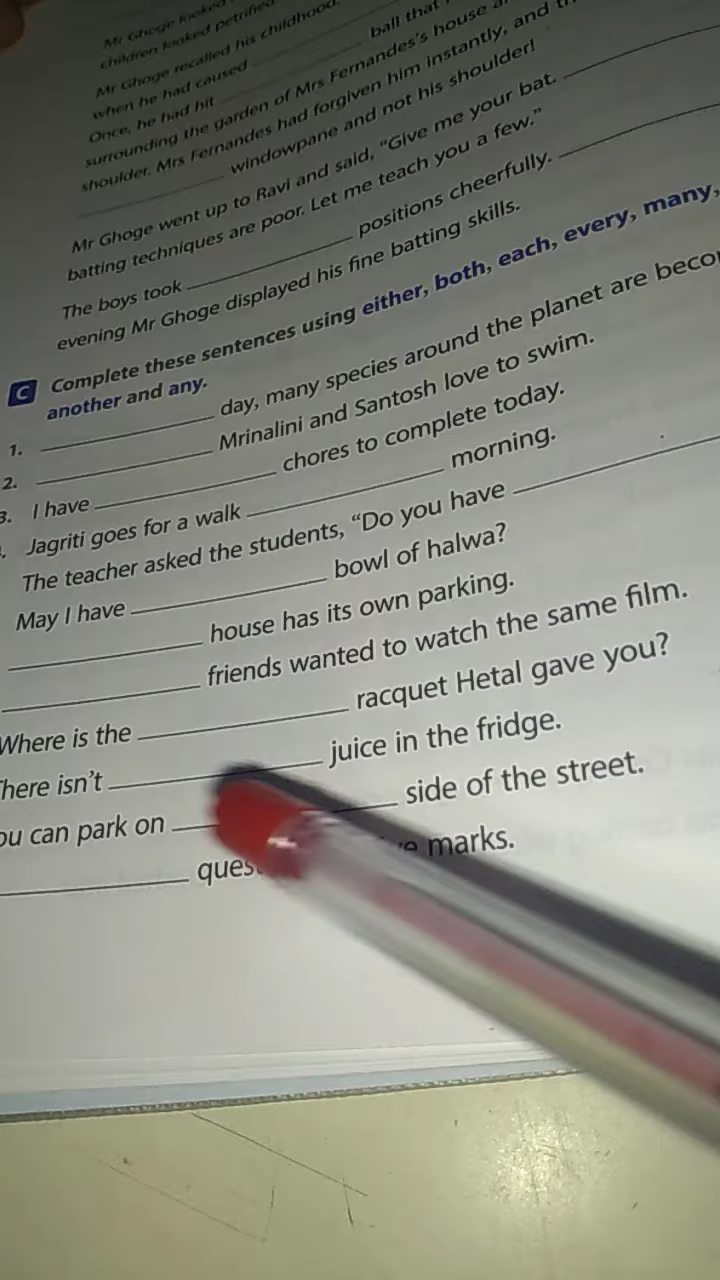 Mr Ghoge looked
children looked petrified.
Mr Ghoge recalled his childhood.
when he had caused
Once, he had hit ball that
surrounding the garden of Mrs Fernandes's house
shoulder. Mrs Fernandes had forgiven him instantly, and
windowpane and not his shoulder!
Mr Ghoge went up to Ravi and said, “Give me your bat.
batting techniques are poor. Let me teach you a few.”
The boys took positions cheerfully.
evening Mr Ghoge displayed his fine batting skills.
C Complete these sentences using either, both, each, every, many,
another and any.
1. day, many species around the planet are
2. Mrinalini and Santosh love to swim.
3. I have chores to complete today.
Jagriti goes for a walk morning.
The teacher asked the students, “Do you have
May I have bowl of halwa?
house has its own parking.
friends wanted to watch the same film.
Where is the racquet Hetal gave you?
There isn't juice in the fridge.
You can park on side of the street.
marks.